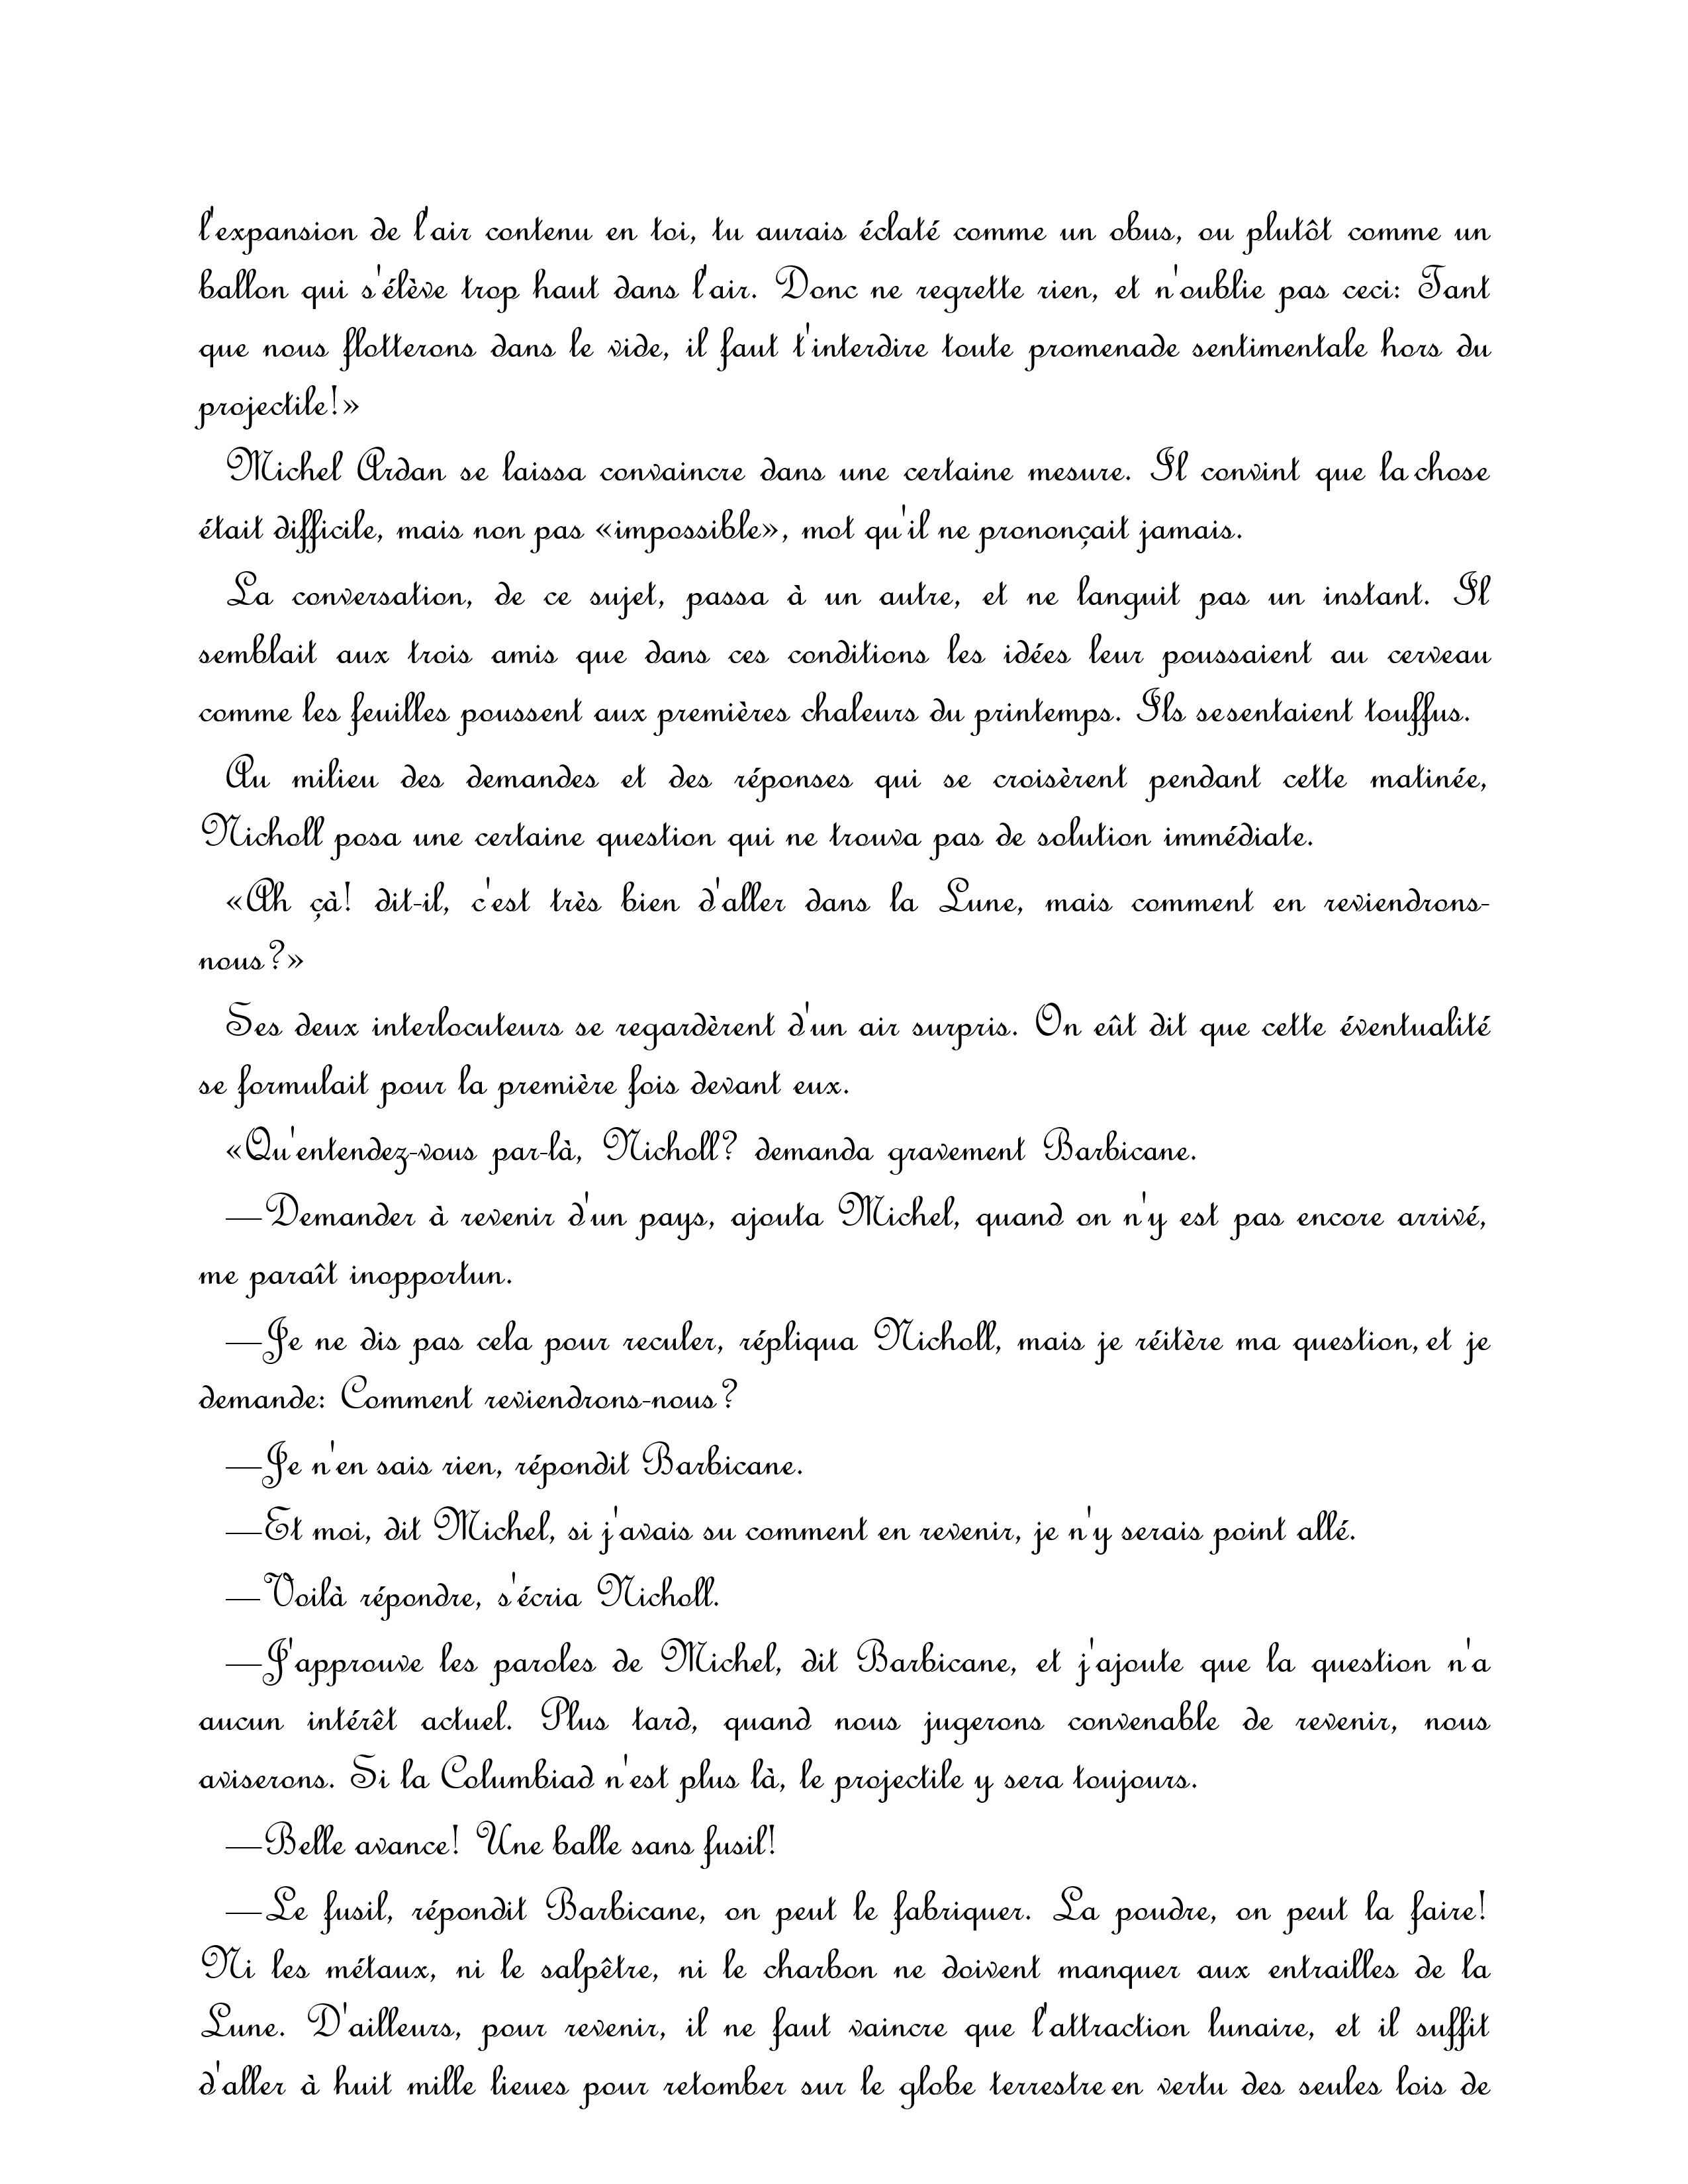 l'expansion de l'air contenu en toi, tu aurais éclaté comme un obus, ou plutôt comme un
ballon qui s'élève trop haut dans l'air. Donc ne regrette rien, et n'oublie pas ceci: Tant
que nous flotterons dans le vide, il faut t'interdire toute promenade sentimentale hors du
projectile!»
Michel Ardan se laissa convaincre dans une certaine mesure. Il convint que la chose
était difficile, mais non pas «impossible», mot qu'il ne prononçait jamais.
La conversation, de ce sujet, passa à un autre, et ne languit pas un instant. Il
semblait aux trois amis que dans ces conditions les idées leur poussaient au cerveau
comme les feuilles poussent aux premières chaleurs du printemps. Ils se sentaient touffus.
Au milieu des demandes et des réponses qui se croisèrent pendant cette matinée,
Nicholl posa une certaine question qui ne trouva pas de solution immédiate.
«Ah çà! dit-il, c'est très bien d'aller dans la Lune, mais comment en reviendrons-
nous?»
Ses deux interlocuteurs se regardèrent d'un air surpris. On eût dit que cette éventualité
se formulait pour la première fois devant eux.
«Qu'entendez-vous par-là, Nicholl? demanda gravement Barbicane.
—Demander à revenir d'un pays, ajouta Michel, quand on n'y est pas encore arrivé,
me paraît inopportun.
—Je ne dis pas cela pour reculer, répliqua Nicholl, mais je réitère ma question, et je
demande: Comment reviendrons-nous?
—Je n'en sais rien, répondit Barbicane.
—Et moi, dit Michel, si j'avais su comment en revenir, je n'y serais point allé.
—Voilà répondre, s'écria Nicholl.
—J'approuve les paroles de Michel, dit Barbicane, et j'ajoute que la question n'a
aucun intérêt actuel. Plus tard, quand nous jugerons convenable de revenir, nous
aviserons. Si la Columbiad n'est plus là, le projectile y sera toujours.
—Belle avance! Une balle sans fusil!
—Le fusil, répondit Barbicane, on peut le fabriquer. La poudre, on peut la faire!
Ni les métaux, ni le salpêtre, ni le charbon ne doivent manquer aux entrailles de la
Lune. D'ailleurs, pour revenir, il ne faut vaincre que l'attraction lunaire, et il suffit
d'aller à huit mille lieues pour retomber sur le globe terrestre en vertu des seules lois de